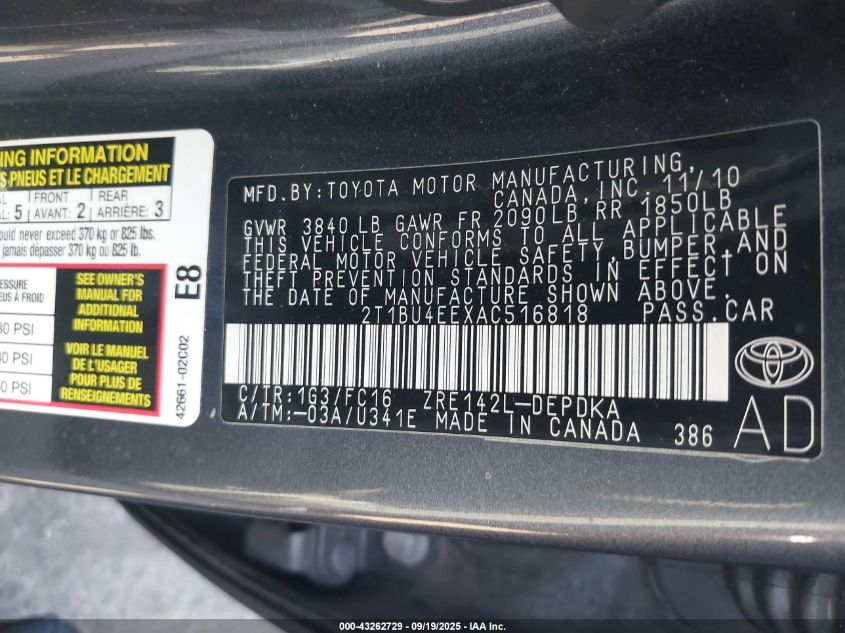 ING INFORMATION
S PNEUS ET LE CHARGEMENT
FRONT REAR
5 AVANT: 2 ARRIÈRE: 3
never exceed 370 kg or 825 lbs.
jamais dépasser 370 kg ou 825 lb.
SEE OWNER'S
MANUAL FOR
ADDITIONAL
INFORMATION
VOIR LE MANUEL
DE L'USAGER
POUR PLUS DE
RENSEIGNEMENTS
À FROID
PSI
PSI
PSI
E8
42661-02C02
MFD.BY:TOYOTA MOTOR MANUFACTURING,
CANADA,INC. 11/10
GVWR 3840 LB GAWR FR 2090LB, RR 1850LB
THIS VEHICLE CONFORMS TO ALL APPLICABLE
FEDERAL MOTOR VEHICLE SAFETY,BUMPER,AND
THEFT PREVENTION STANDARDS IN EFFECT ON
THE DATE OF MANUFACTURE SHOWN ABOVE.
2T1BU4EEXAC516818 PASS.CAR
C/TR:1G3/FC16 ZRE142L-DEPDKA
A/TM:-03A/U341E MADE IN CANADA 386
AD
000-43262729 - 09/19/2025 - IAA Inc.